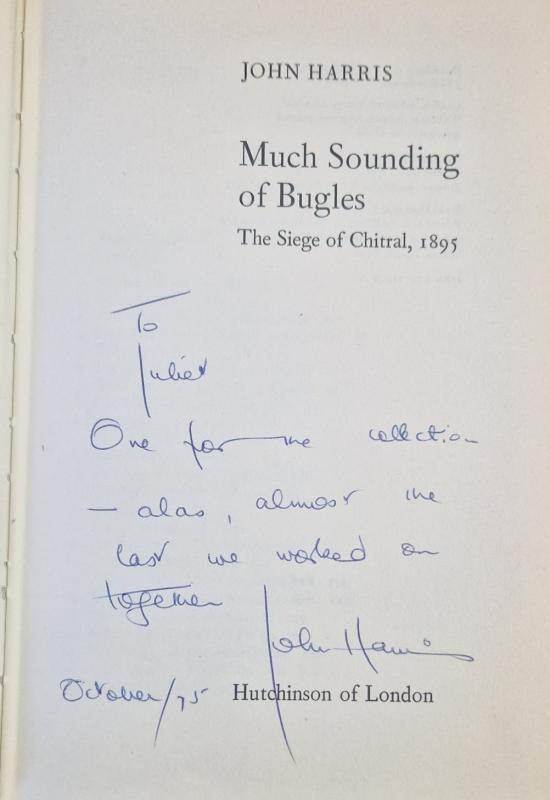 JOHN HARRIS
Much Sounding
of Bugles
The Siege of Chitral, 1895
To
Juliet
One for the collection
— alas, almost the
last we worked on
together
John Harris
October/75
Hutchinson of London